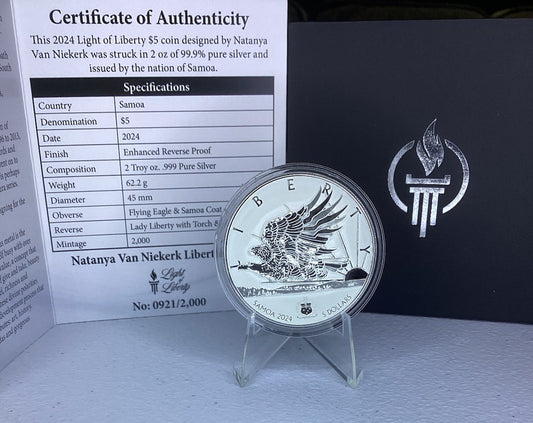 Certificate of Authenticity
This 2024 Light of Liberty $5 coin designed by Natanya
Van Niekerk was struck in 2 oz of 99.9% pure silver and
issued by the nation of Samoa.
Specifications
Country Samoa
Denomination $5
Date 2024
Finish Enhanced Reverse Proof
Composition 2 Troy oz. .999 Pure Silver
Weight 62.2 g
Diameter 45 mm
Obverse Flying Eagle & Samoa Coat
Reverse Lady Liberty with Torch &
Mintage 2,000
Natanya Van Niekerk Libert
Light
of
Liberty
No: 0921/2,000
LIBERTY
SAMOA 2024
5 DOLLARS